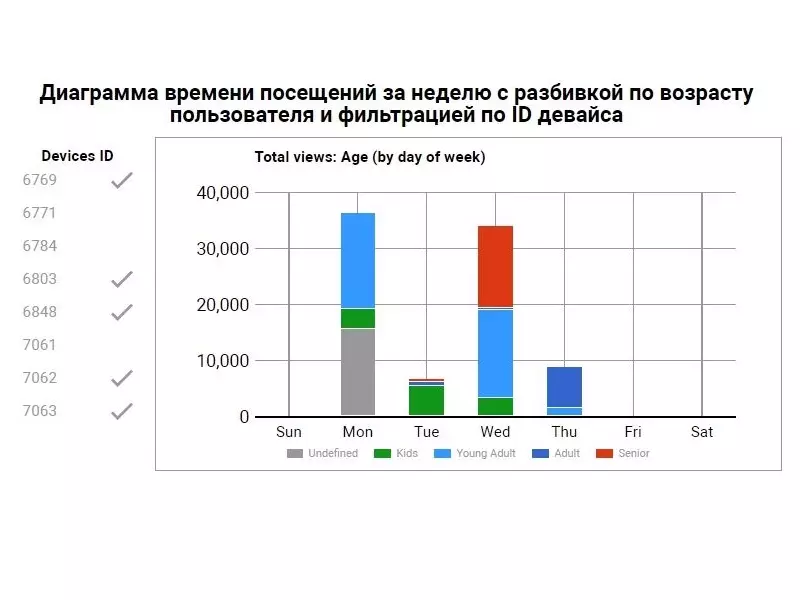 Диаграмма времени посещений за неделю с разбивкой по возрасту
пользователя и фильтрацией по ID девайса
Devices ID
6769
6771
6784
6803
6848
7061
7062
7063
Total views: Age (by day of week)
40,000
30,000
20,000
10,000
0
Sun Mon Tue Wed Thu Fri Sat
Undefined Kids Young Adult Adult Senior